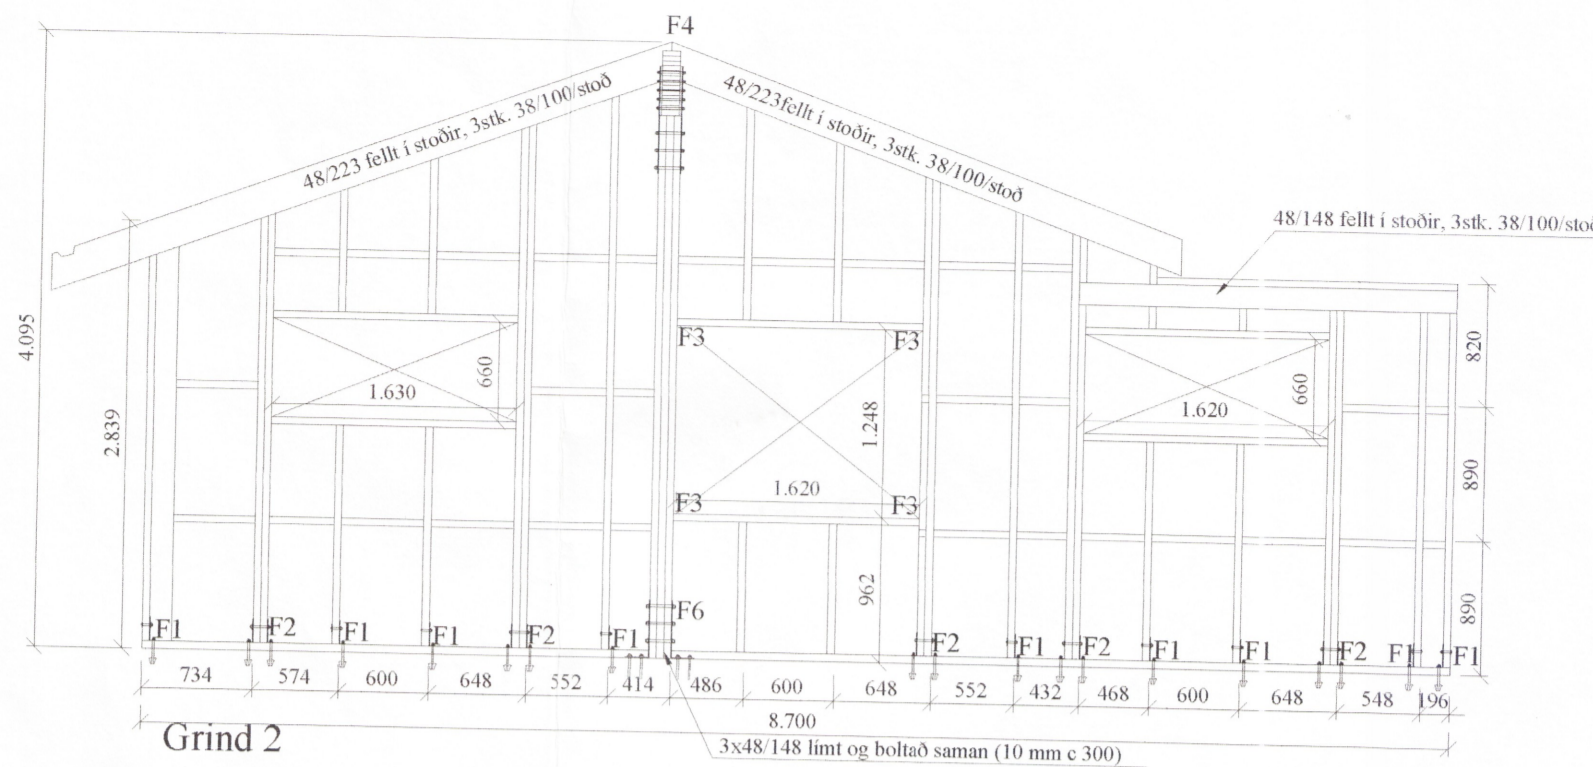 F4
48/223 fellt í stoðir, 3stk. 38/100/stoð
48/223fellt í stoðir, 3stk. 38/100/stoð
48/148 fellt í stoðir, 3stk. 38/100/stoð
4.095
2.839
1.630
660
F3
F3
1.248
1.620
F3
F3
962
1.620
660
820
890
890
F1
F2
F1
F1
F2
F1
F6
F2
F1
F2
F1
F1
F2
F1
F1
734
574
600
648
552
414
486
600
648
552
432
468
600
648
548
196
8.700
Grind 2
3x48/148 límt og boltað saman (10 mm c 300)